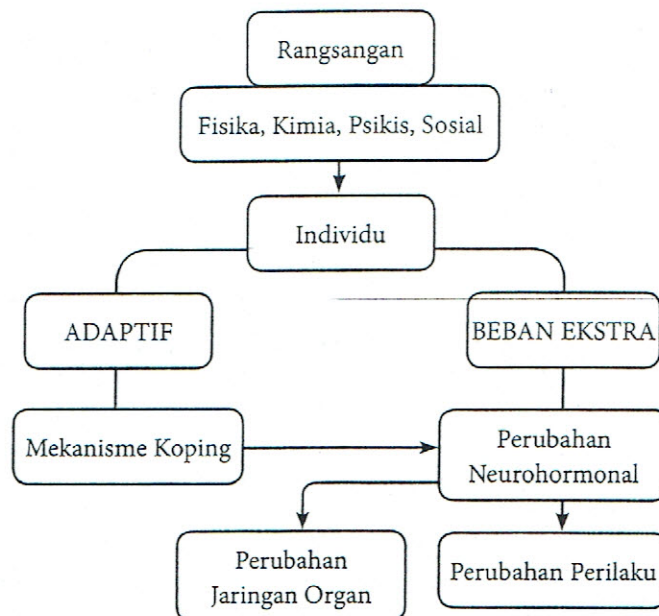 Rangsangan
Fisika, Kimia, Psikis, Sosial
Individu
ADAPTIF
BEBAN EKSTRA
Mekanisme Koping
Perubahan
Neurohormonal
Perubahan
Jaringan Organ
Perubahan Perilaku